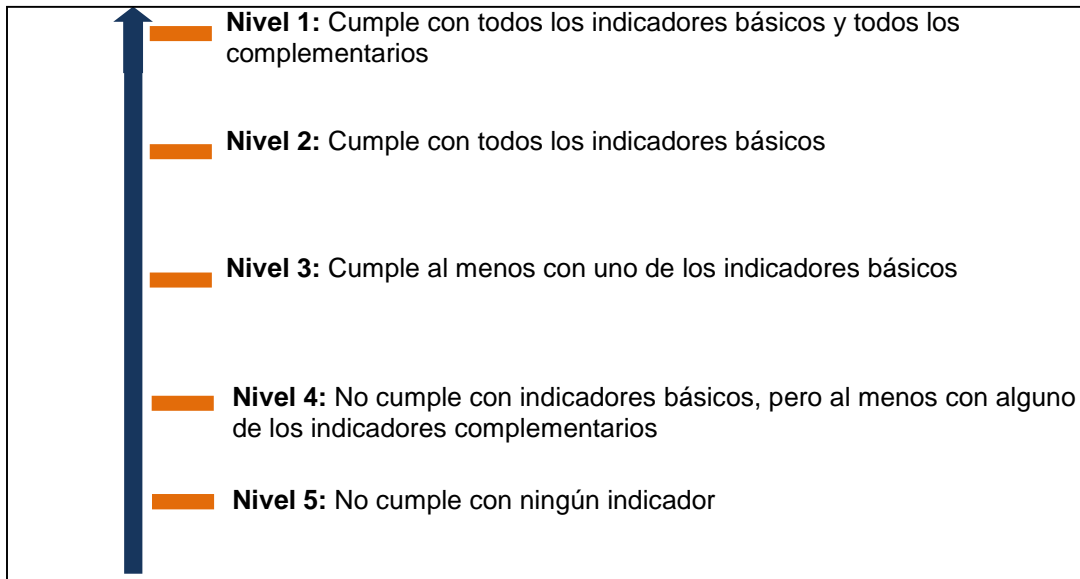 Nivel 1: Cumple con todos los indicadores básicos y todos los
complementarios
Nivel 2: Cumple con todos los indicadores básicos
Nivel 3: Cumple al menos con uno de los indicadores básicos
Nivel 4: No cumple con indicadores básicos, pero al menos con alguno
de los indicadores complementarios
Nivel 5: No cumple con ningún indicador